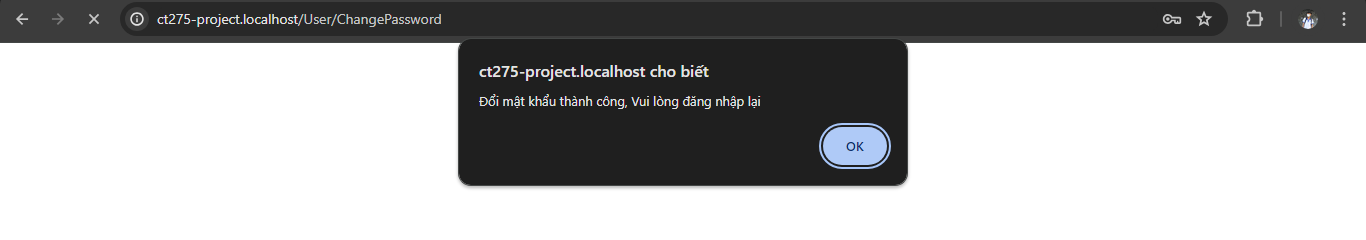 ct275-project.localhost/User/ChangePassword
ct275-project.localhost cho biết
Đổi mật khẩu thành công, Vui lòng đăng nhập lại
OK